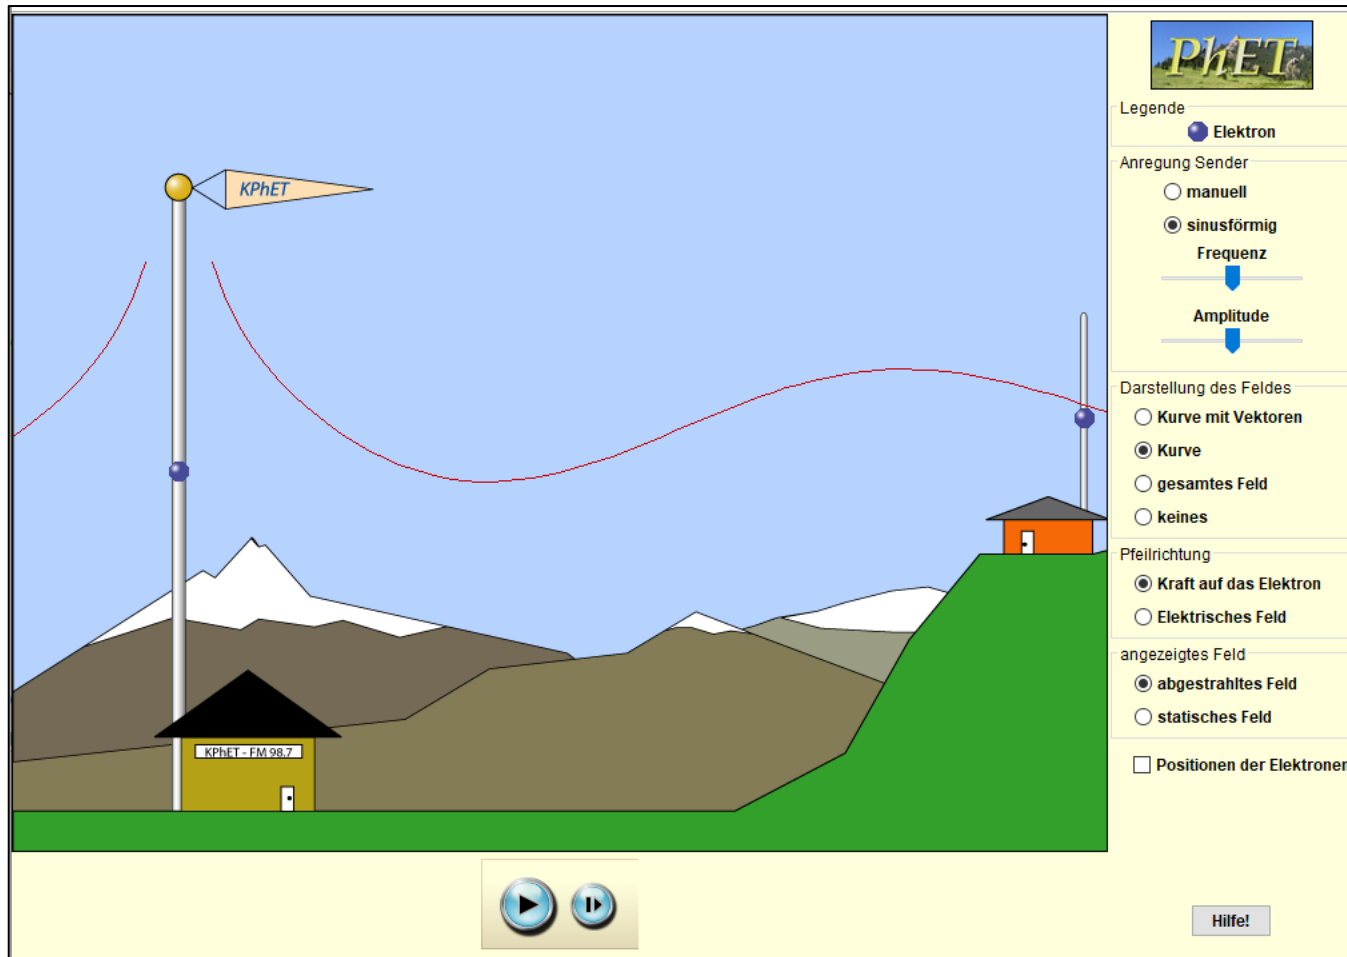 PhET
Legende
Elektron
KPhET
Anregung Sender
manuell
sinusförmig
Frequenz
Amplitude
Darstellung des Feldes
Kurve mit Vektoren
Kurve
gesamtes Feld
keines
Pfeilrichtung
Kraft auf das Elektron
Elektrisches Feld
angezeigtes Feld
abgestrahltes Feld
statisches Feld
KPhET - FM 98.7
Positionen der Elektronen
Hilfe!